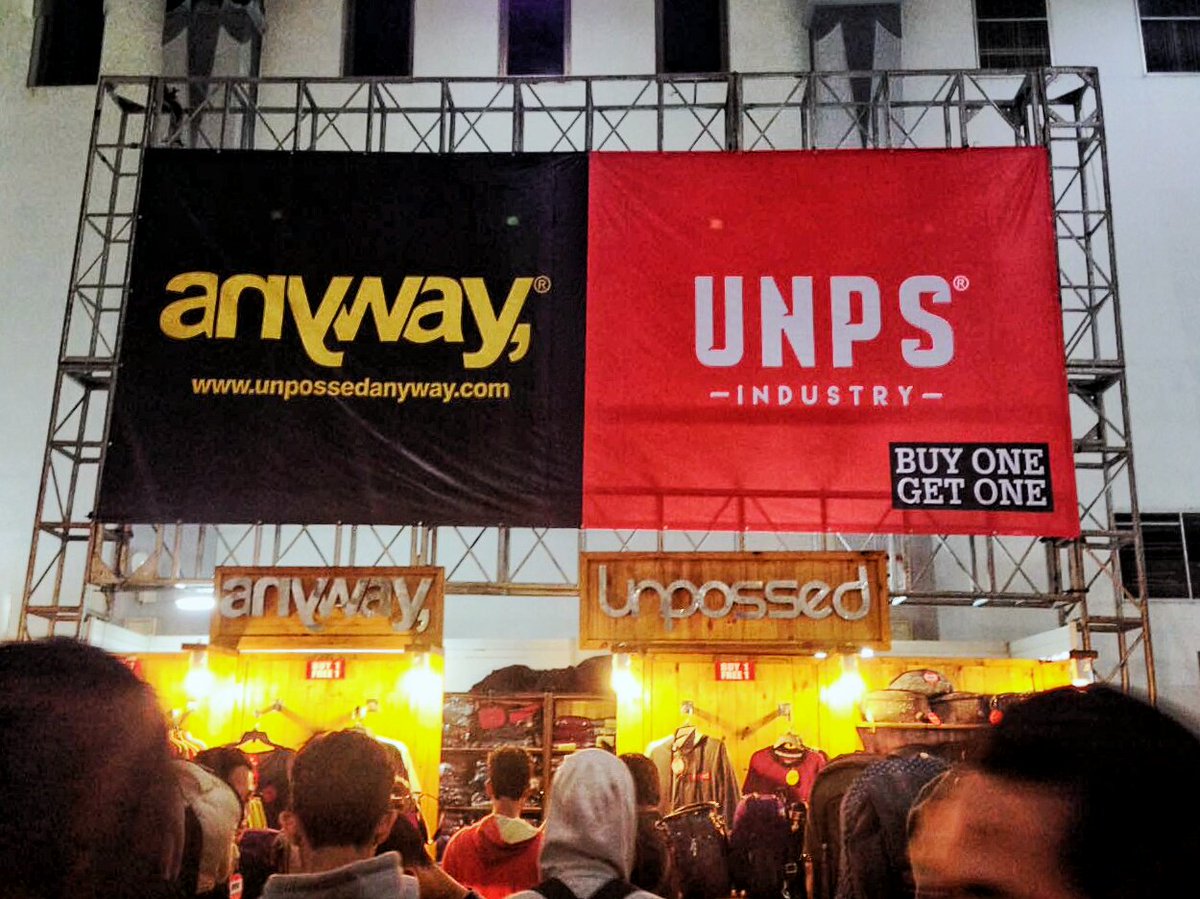 anyway,®
www.unpossedanyway.com
UNPS®
—INDUSTRY—
BUY ONE
GET ONE
anyway,
unpossed
BUY 1
FREE 1
BUY 1
FREE 1